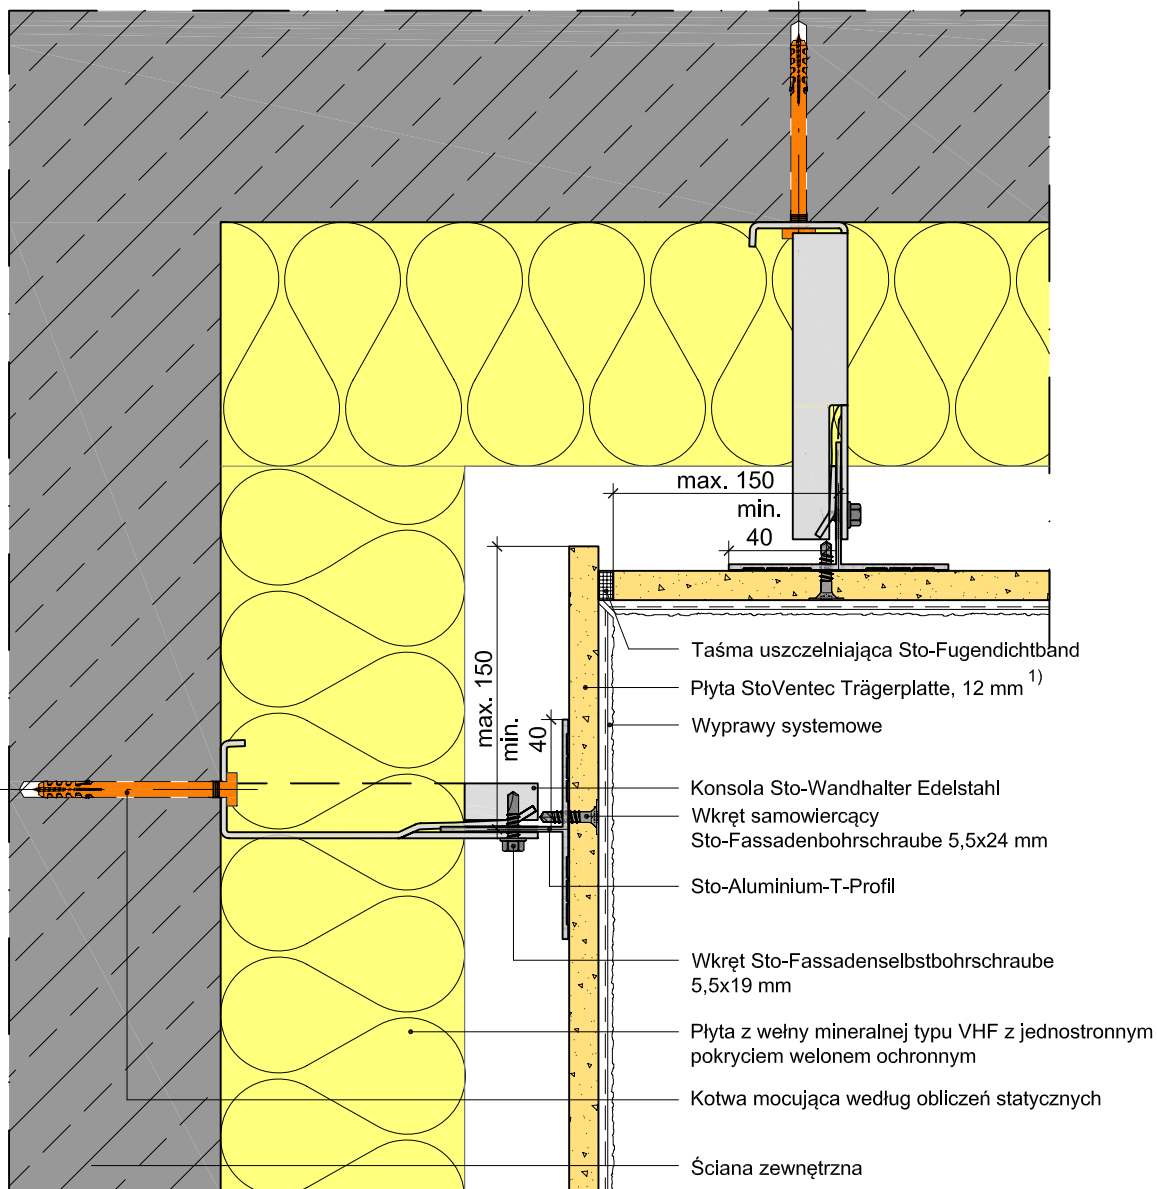 max. 150
min.
40
max. 150
min.
40
Taśma uszczelniająca Sto-Fugendichtband
Płyta StoVentec Trägerplatte, 12 mm 1)
Wyprawy systemowe
Konsola Sto-Wandhalter Edelstahl
Wkręt samowiercący
Sto-Fassadenbohrschraube 5,5x24 mm
Sto-Aluminium-T-Profil
Wkręt Sto-Fassadenselbstbohrschraube
5,5x19 mm
Płyta z wełny mineralnej typu VHF z jednostronnym
pokryciem welonem ochronnym
Kotwa mocująca według obliczeń statycznych
Ściana zewnętrzna